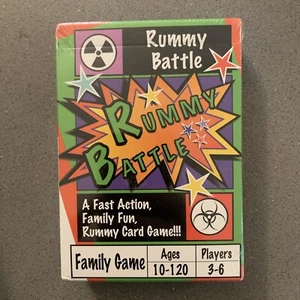 Rummy
Battle
RUMMY
BATTLE
A Fast Action,
Family Fun,
Rummy Card Game!!!
Family Game
Ages
10-120
Players
3-6